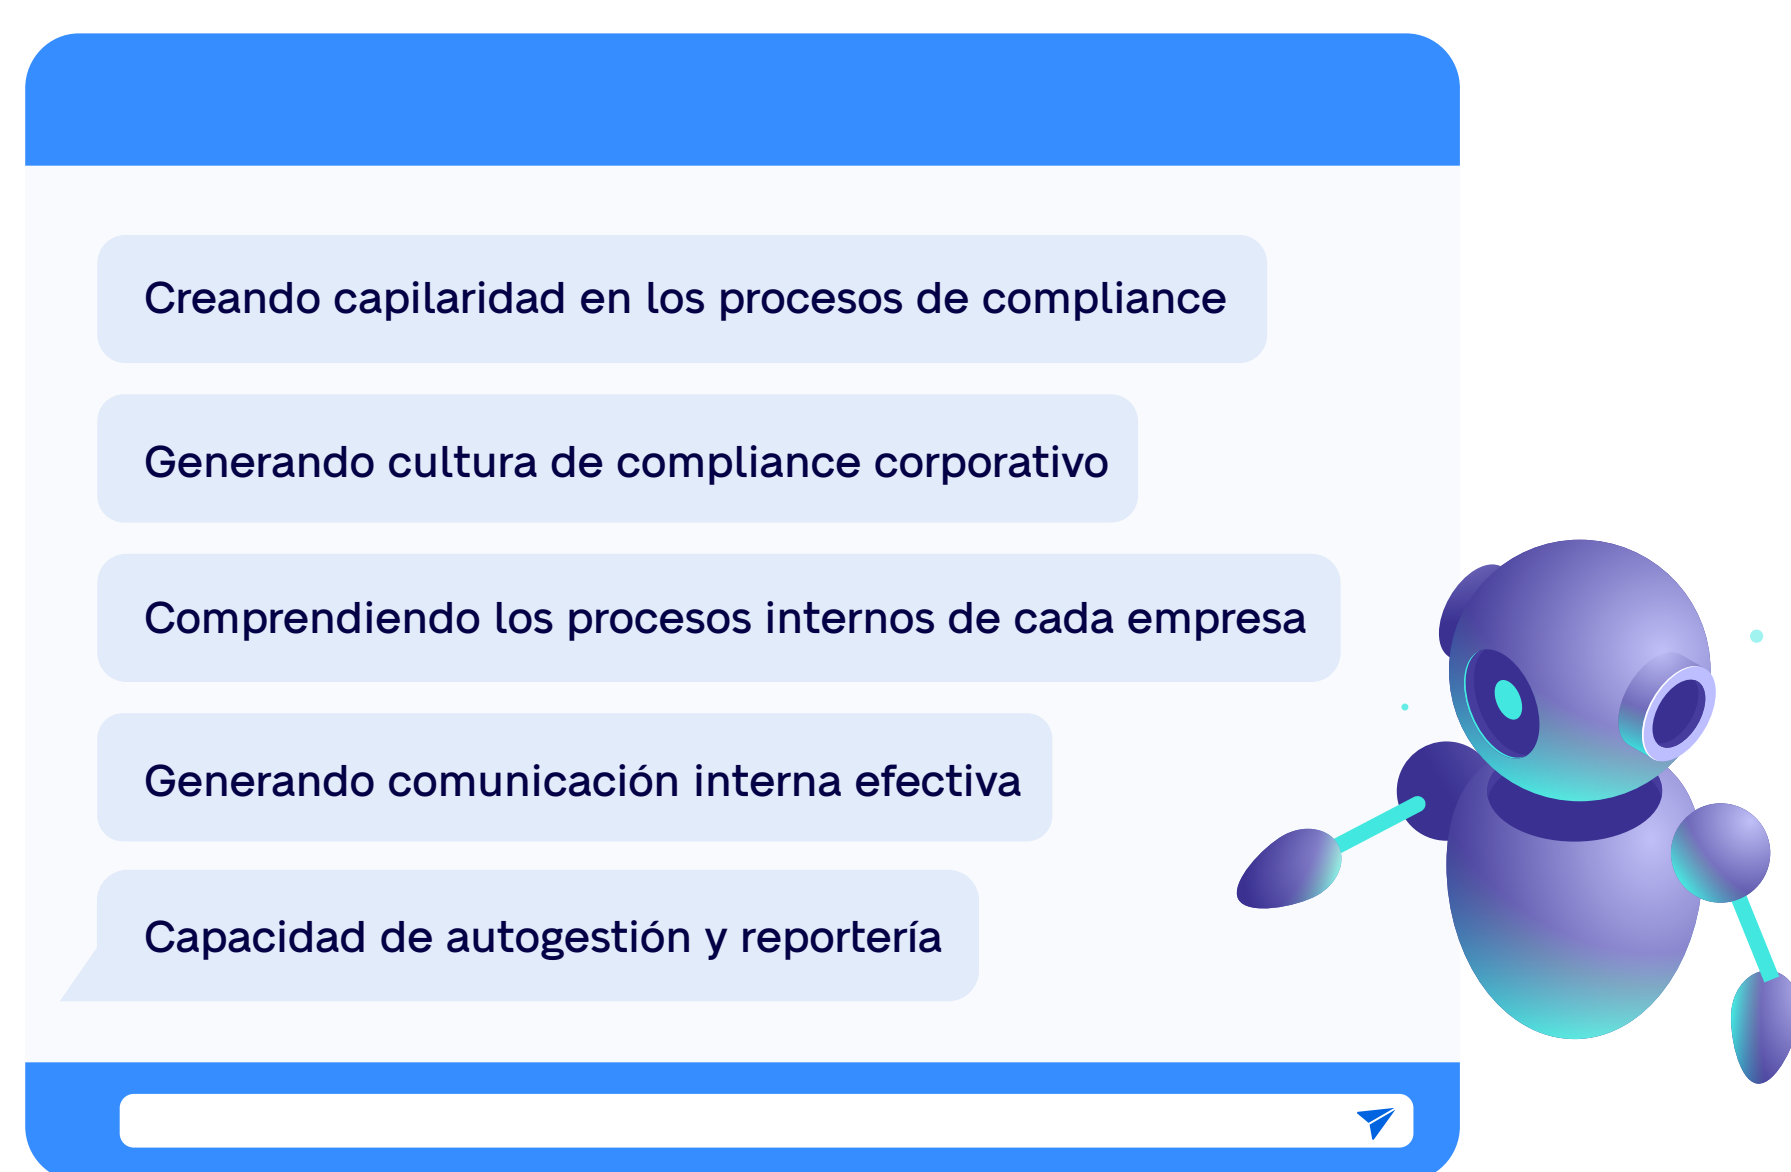 Creando capilaridad en los procesos de compliance
Generando cultura de compliance corporativo
Comprendiendo los procesos internos de cada empresa
Generando comunicación interna efectiva
Capacidad de autogestión y reportería